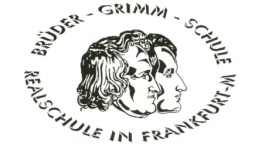 BRÜDER - GRIMM - SCHULE
REALSCHULE IN FRANKFURT-M